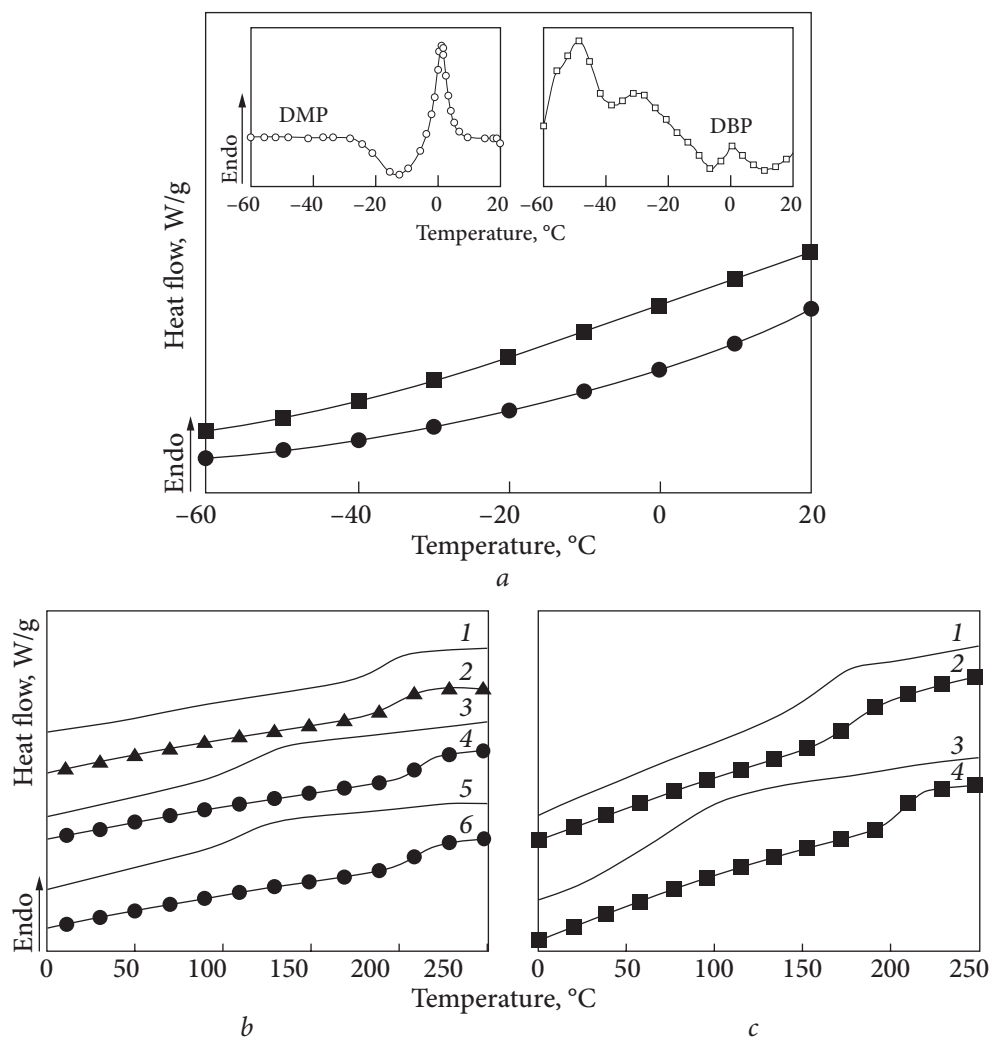 DMP
Endo
–60 –40 –20 0 20
DBP
–60 –40 –20 0 20
Temperature, °C
Heat flow, W/g
Endo
–60 –40 –20 0 20
Temperature, °C
a
Heat flow, W/g
Endo
1
2
3
4
5
6
0 50 100 150 200 250
1
2
3
4
0 50 100 150 200 250
Temperature, °C
b
c